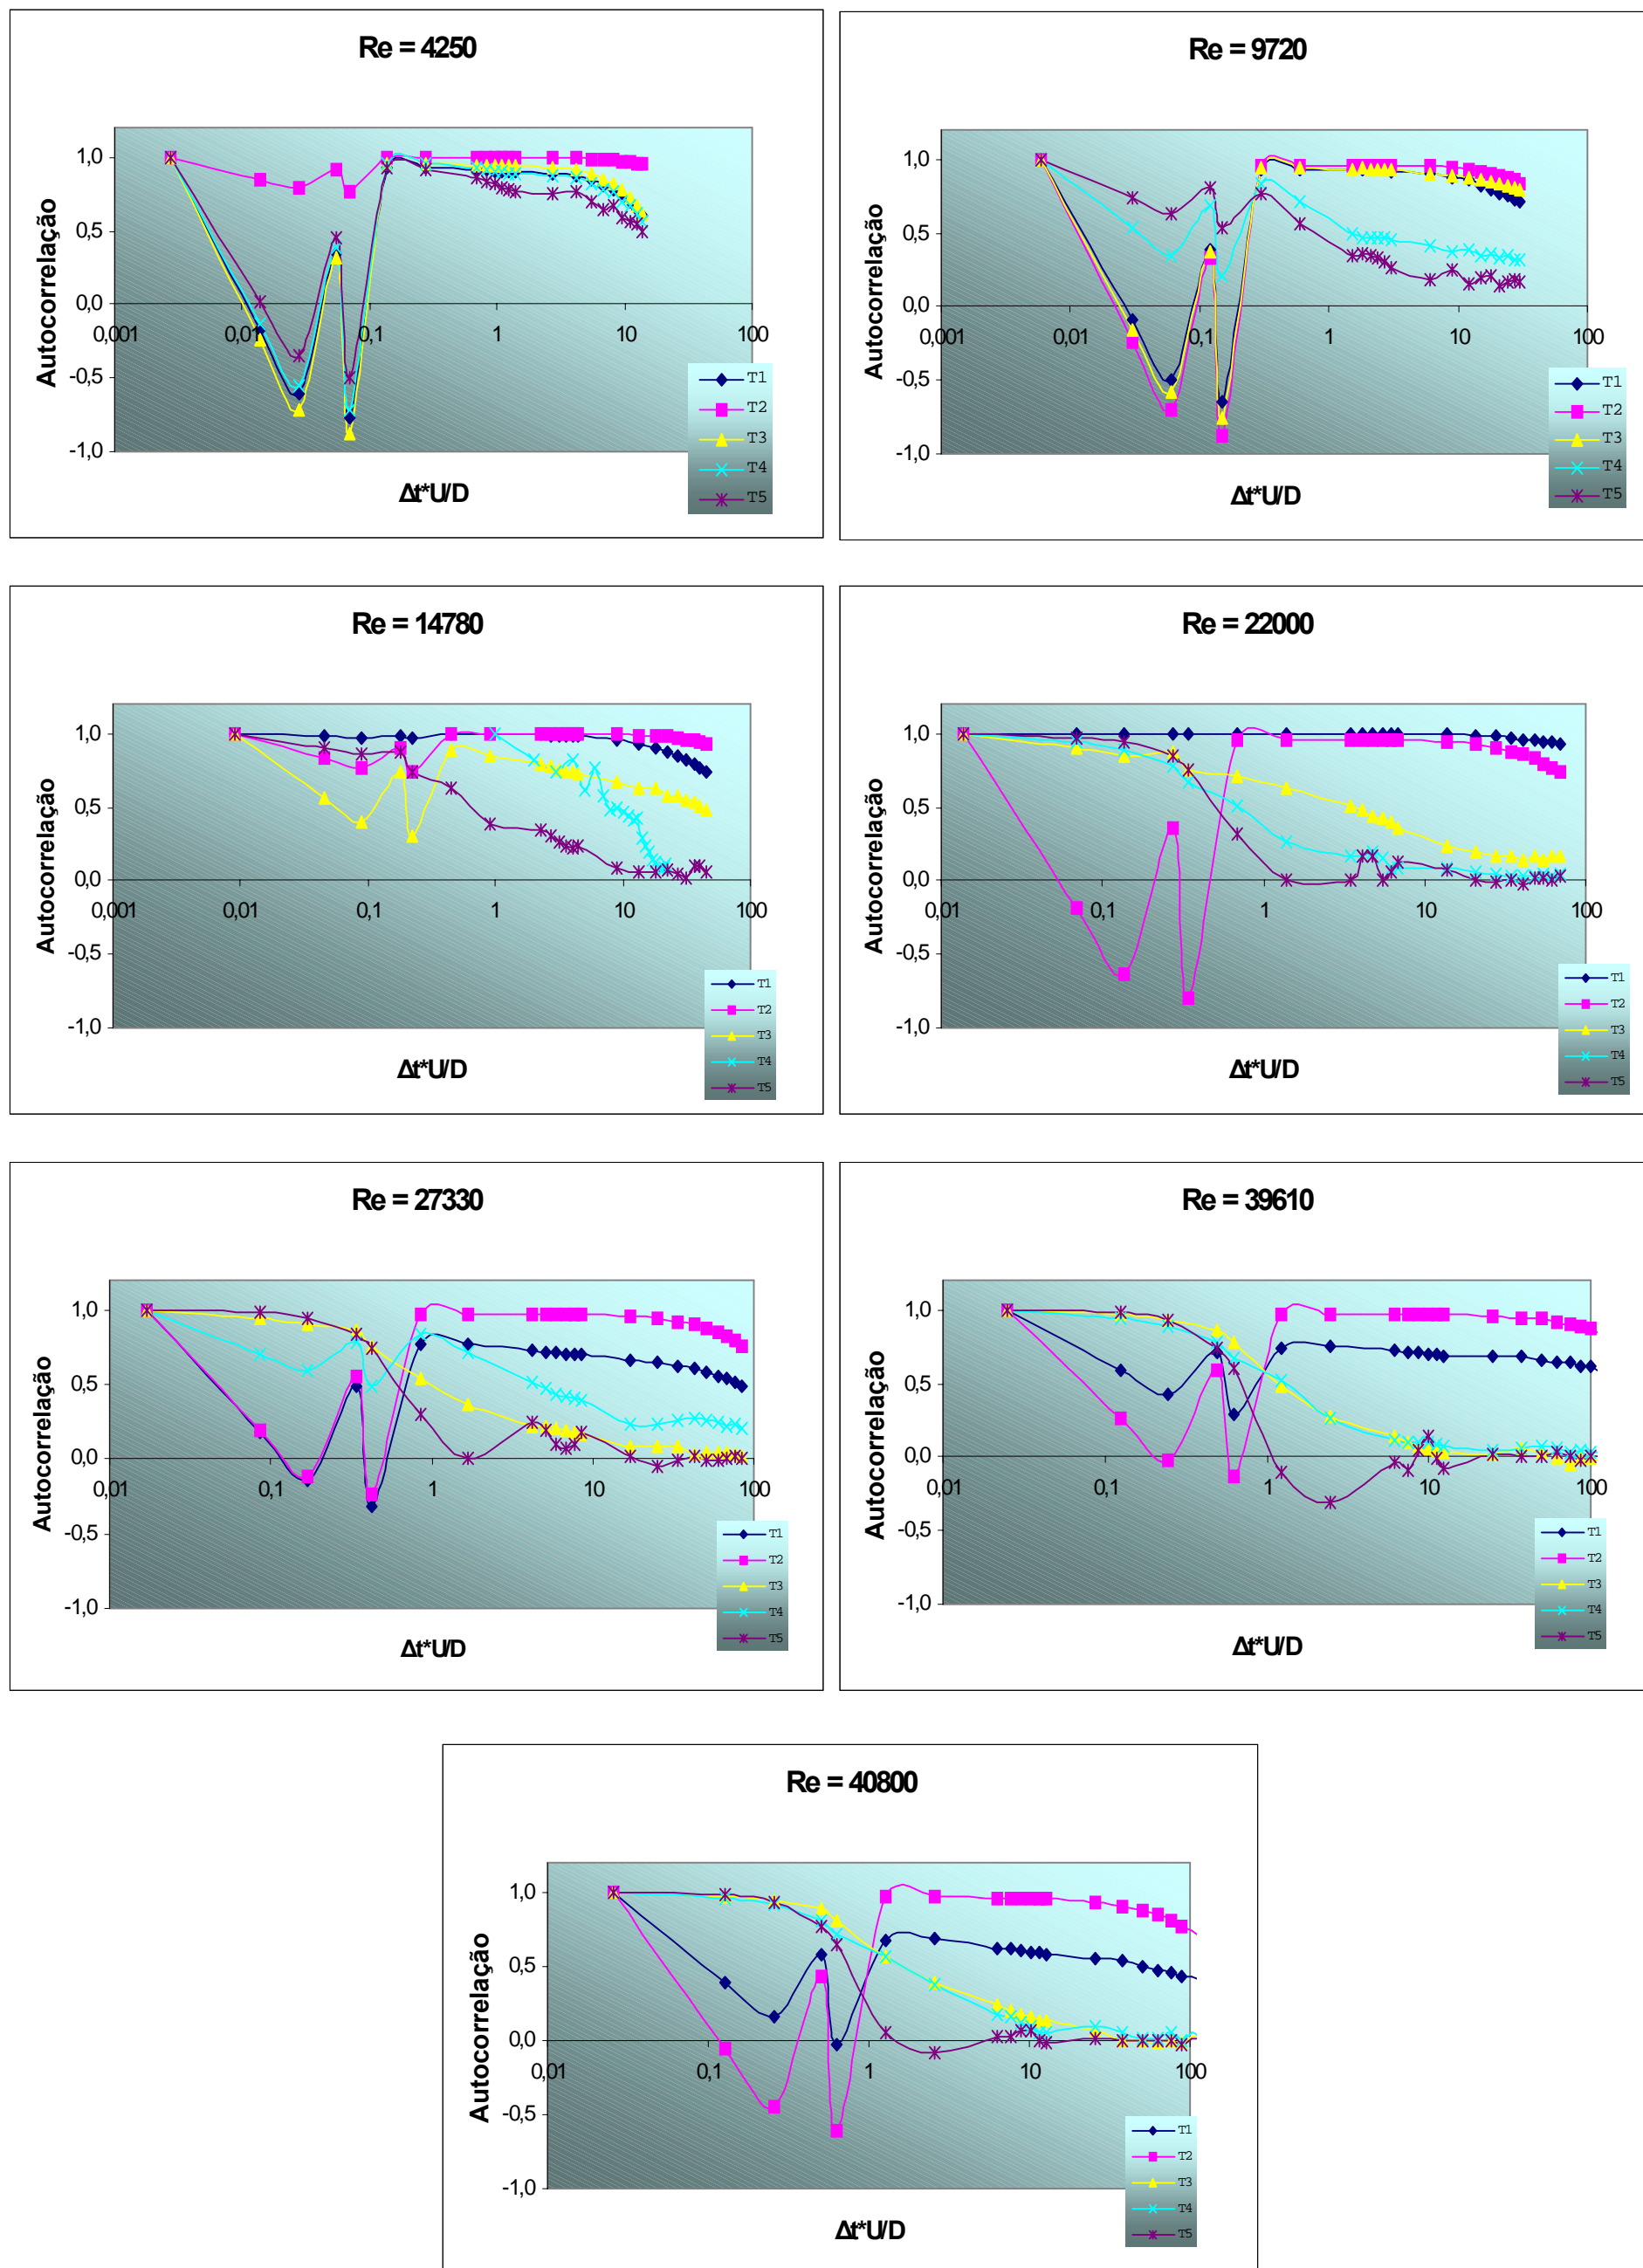 Re = 4250
1,0
0,5
0,0
-0,5
-1,0
0,001
0,01
0,1
1
10
100
Autocorrelação
Δt*U/D
T1
T2
T3
T4
T5
Re = 9720
1,0
0,5
0,0
-0,5
-1,0
0,001
0,01
0,1
1
10
100
Autocorrelação
Δt*U/D
T1
T2
T3
T4
T5
Re = 14780
1,0
0,5
0,0
-0,5
-1,0
0,001
0,01
0,1
1
10
100
Autocorrelação
Δt*U/D
T1
T2
T3
T4
T5
Re = 22000
1,0
0,5
0,0
-0,5
-1,0
0,01
0,1
1
10
100
Autocorrelação
Δt*U/D
T1
T2
T3
T4
T5
Re = 27330
1,0
0,5
0,0
-0,5
-1,0
0,01
0,1
1
10
100
Autocorrelação
Δt*U/D
T1
T2
T3
T4
T5
Re = 39610
1,0
0,5
0,0
-0,5
-1,0
0,01
0,1
1
10
100
Autocorrelação
Δt*U/D
T1
T2
T3
T4
T5
Re = 40800
1,0
0,5
0,0
-0,5
-1,0
0,01
0,1
1
10
100
Autocorrelação
Δt*U/D
T1
T2
T3
T4
T5